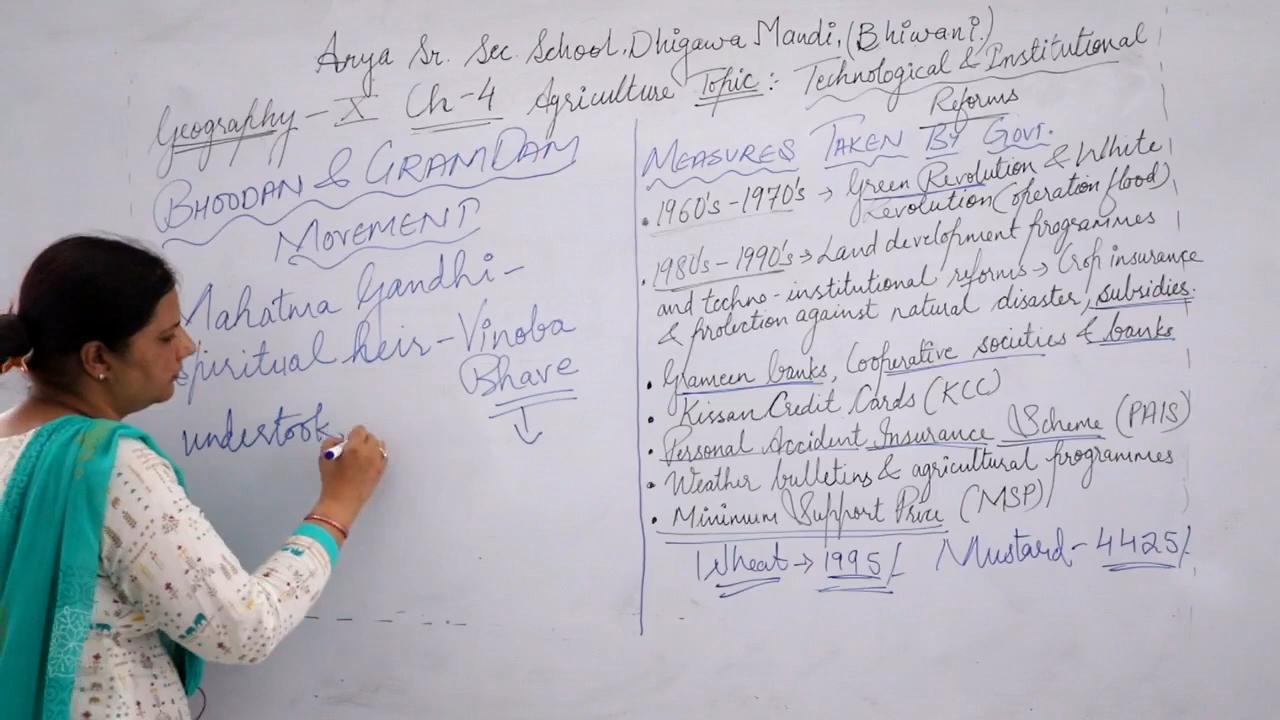 Arya Sr. Sec. School, Dhigawa Mandi, (Bhiwani.)
Geography - X Ch-4 Agriculture Topic: Technological & Institutional
Reforms
BHOODAN & GRAMDAM
MOVEMENT
Mahatma Gandhi -
spiritual heir - Vinoba
Bhave
↓
undertook
MEASURES TAKEN BY GOVT.
• 1960's - 1970's → Green Revolution & White
Revolution (operation flood)
• 1980's - 1990's → Land development programmes
and techno-institutional reforms → Crop insurance
& protection against natural disaster, subsidies.
• Grameen banks, Cooperative societies & banks
• Kissan Credit Cards (KCC)
• Personal Accident Insurance Scheme (PAIS)
• Weather bulletins & agricultural programmes
• Minimum Support Price (MSP)
Wheat → 1995/- Mustard - 4425/-